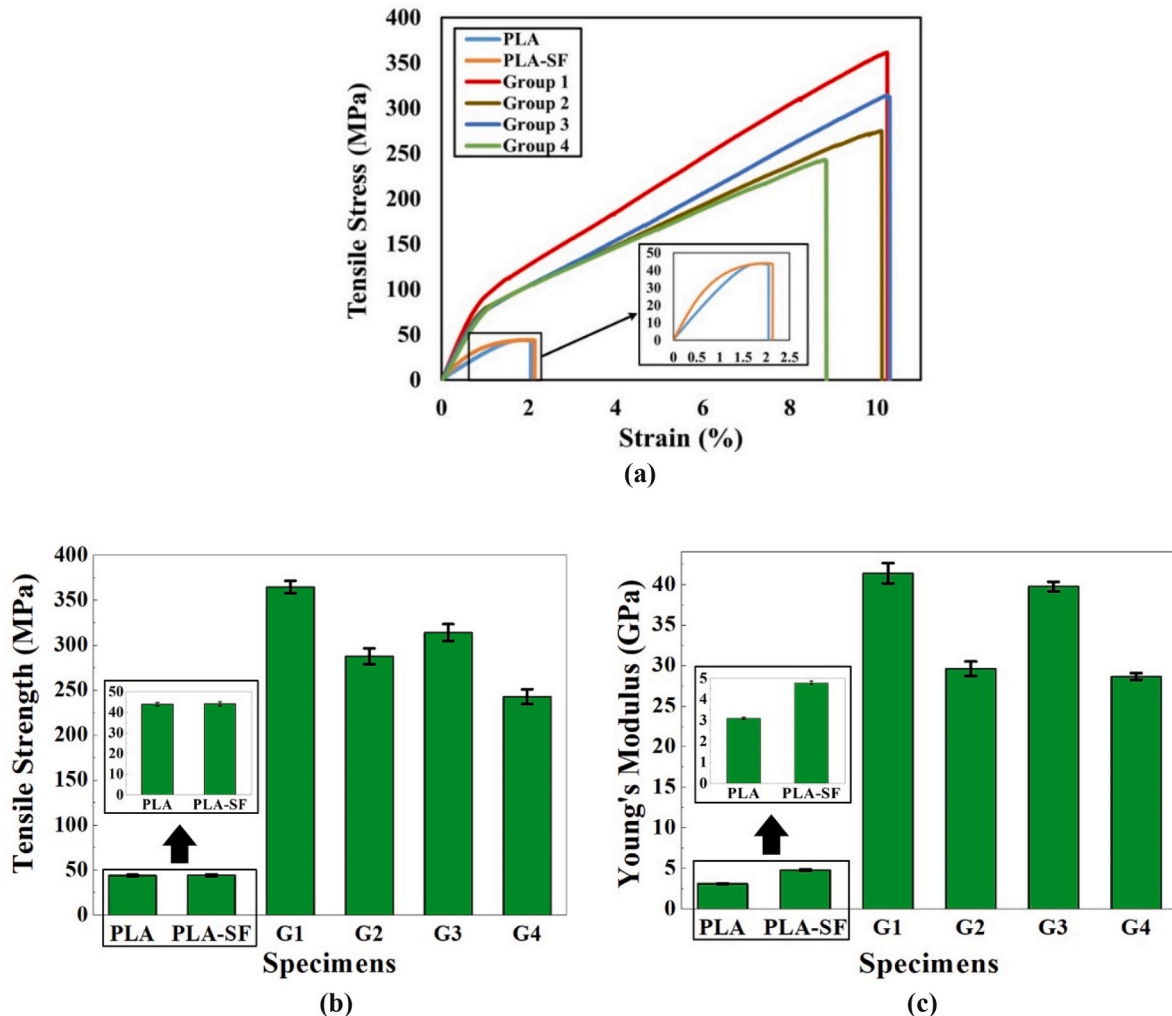 400
350
300
250
200
150
100
50
0
Tensile Stress (MPa)
PLA
PLA-SF
Group 1
Group 2
Group 3
Group 4
50
40
30
20
10
0
0 0.5 1 1.5 2 2.5
0 2 4 6 8 10
Strain (%)
(a)
400
350
300
250
200
150
100
50
0
Tensile Strength (MPa)
50
40
30
20
10
0
PLA PLA-SF
PLA PLA-SF G1 G2 G3 G4
Specimens
(b)
40
35
30
25
20
15
10
5
0
Young's Modulus (GPa)
5
4
3
2
1
0
PLA PLA-SF
PLA PLA-SF G1 G2 G3 G4
Specimens
(c)